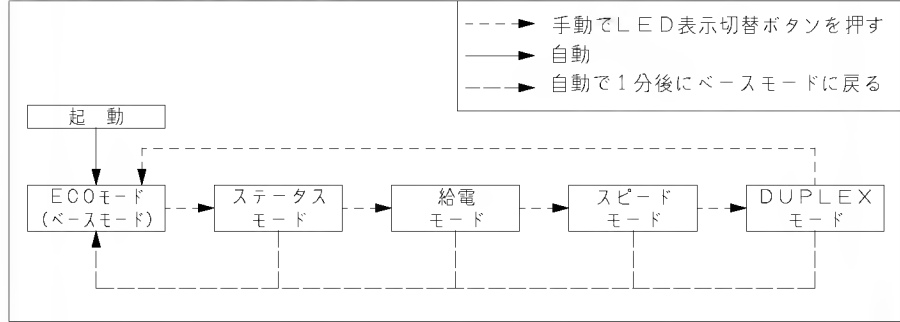 手動でLED表示切替ボタンを押す
自動
自動で1分後にベースモードに戻る
起 動
ECOモード
(ベースモード)
ステータス
モード
給電
モード
スピード
モード
DUPLEX
モード